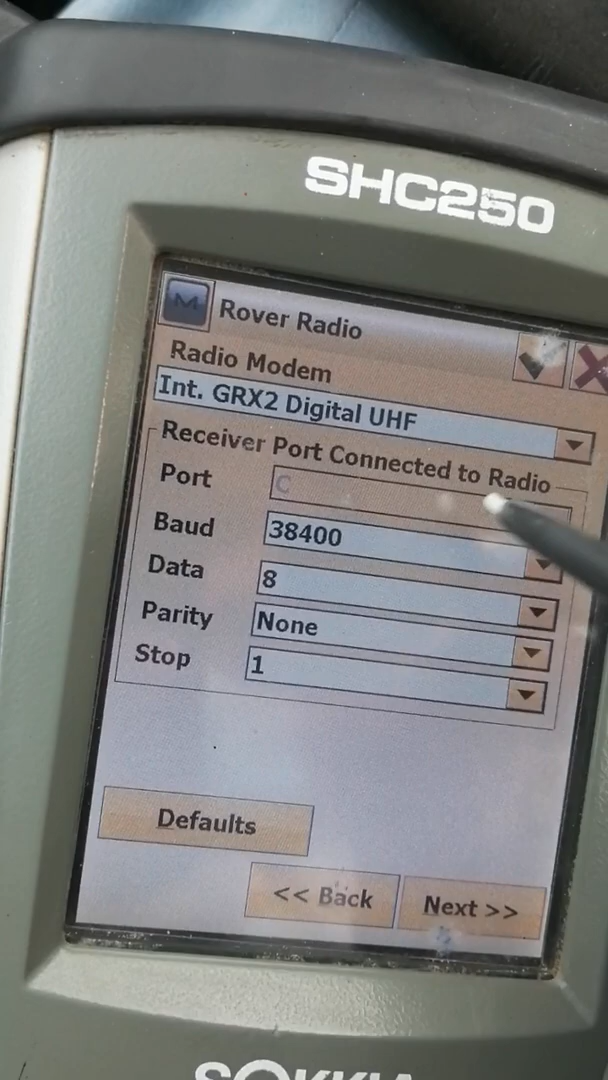 SHC250
Rover Radio
Radio Modem
Int. GRX2 Digital UHF
Receiver Port Connected to Radio
Port C
Baud 38400
Data 8
Parity None
Stop 1
Defaults
<< Back Next >>
SOKKIA